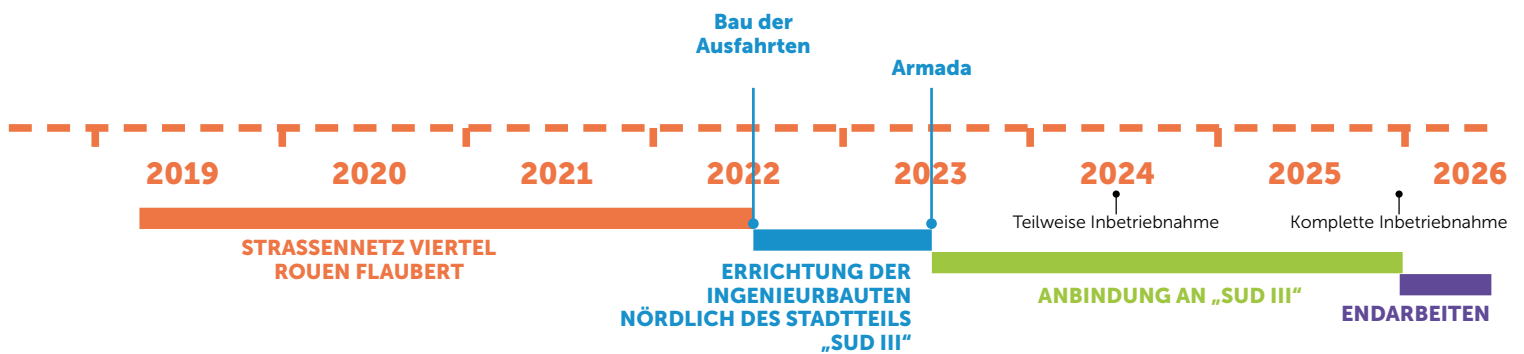 Bau der
Ausfahrten
Armada
2019
2020
2021
2022
2023
2024
2025
2026
Teilweise Inbetriebnahme
Komplette Inbetriebnahme
STRASSENNETZ VIERTEL
ROUEN FLAUBERT
ERRICHTUNG DER
INGENIEURBAUTEN
NÖRDLICH DES STADTTEILS
„SUD III“
ANBINDUNG AN „SUD III“
ENDARBEITEN